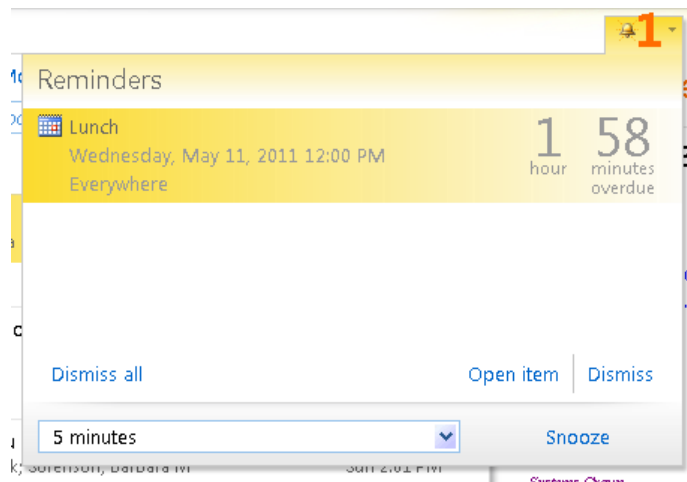 1
Reminders
Lunch
Wednesday, May 11, 2011 12:00 PM
Everywhere
1 hour
58 minutes overdue
Dismiss all
Open item
Dismiss
5 minutes
Snooze